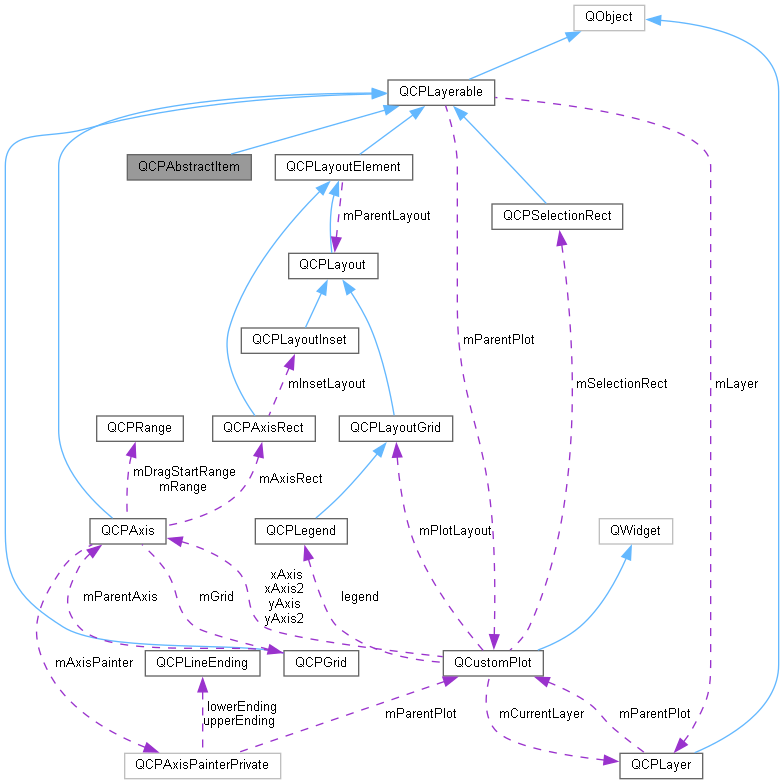 QObject
QCPLayerable
QCPAbstractItem
QCPLayoutElement
QCPSelectionRect
mParentLayout
QCPLayout
QCPLayoutInset
mParentPlot
mSelectionRect
mLayer
mInsetLayout
QCPRange
QCPAxisRect
QCPLayoutGrid
mDragStartRange
mRange
mAxisRect
QCPAxis
QCPLegend
mPlotLayout
QWidget
xAxis
xAxis2
yAxis
yAxis2
mParentAxis
mGrid
legend
mAxisPainter
QCPLineEnding
QCPGrid
QCustomPlot
lowerEnding
upperEnding
mParentPlot
mCurrentLayer
mParentPlot
QCPAxisPainterPrivate
QCPLayer